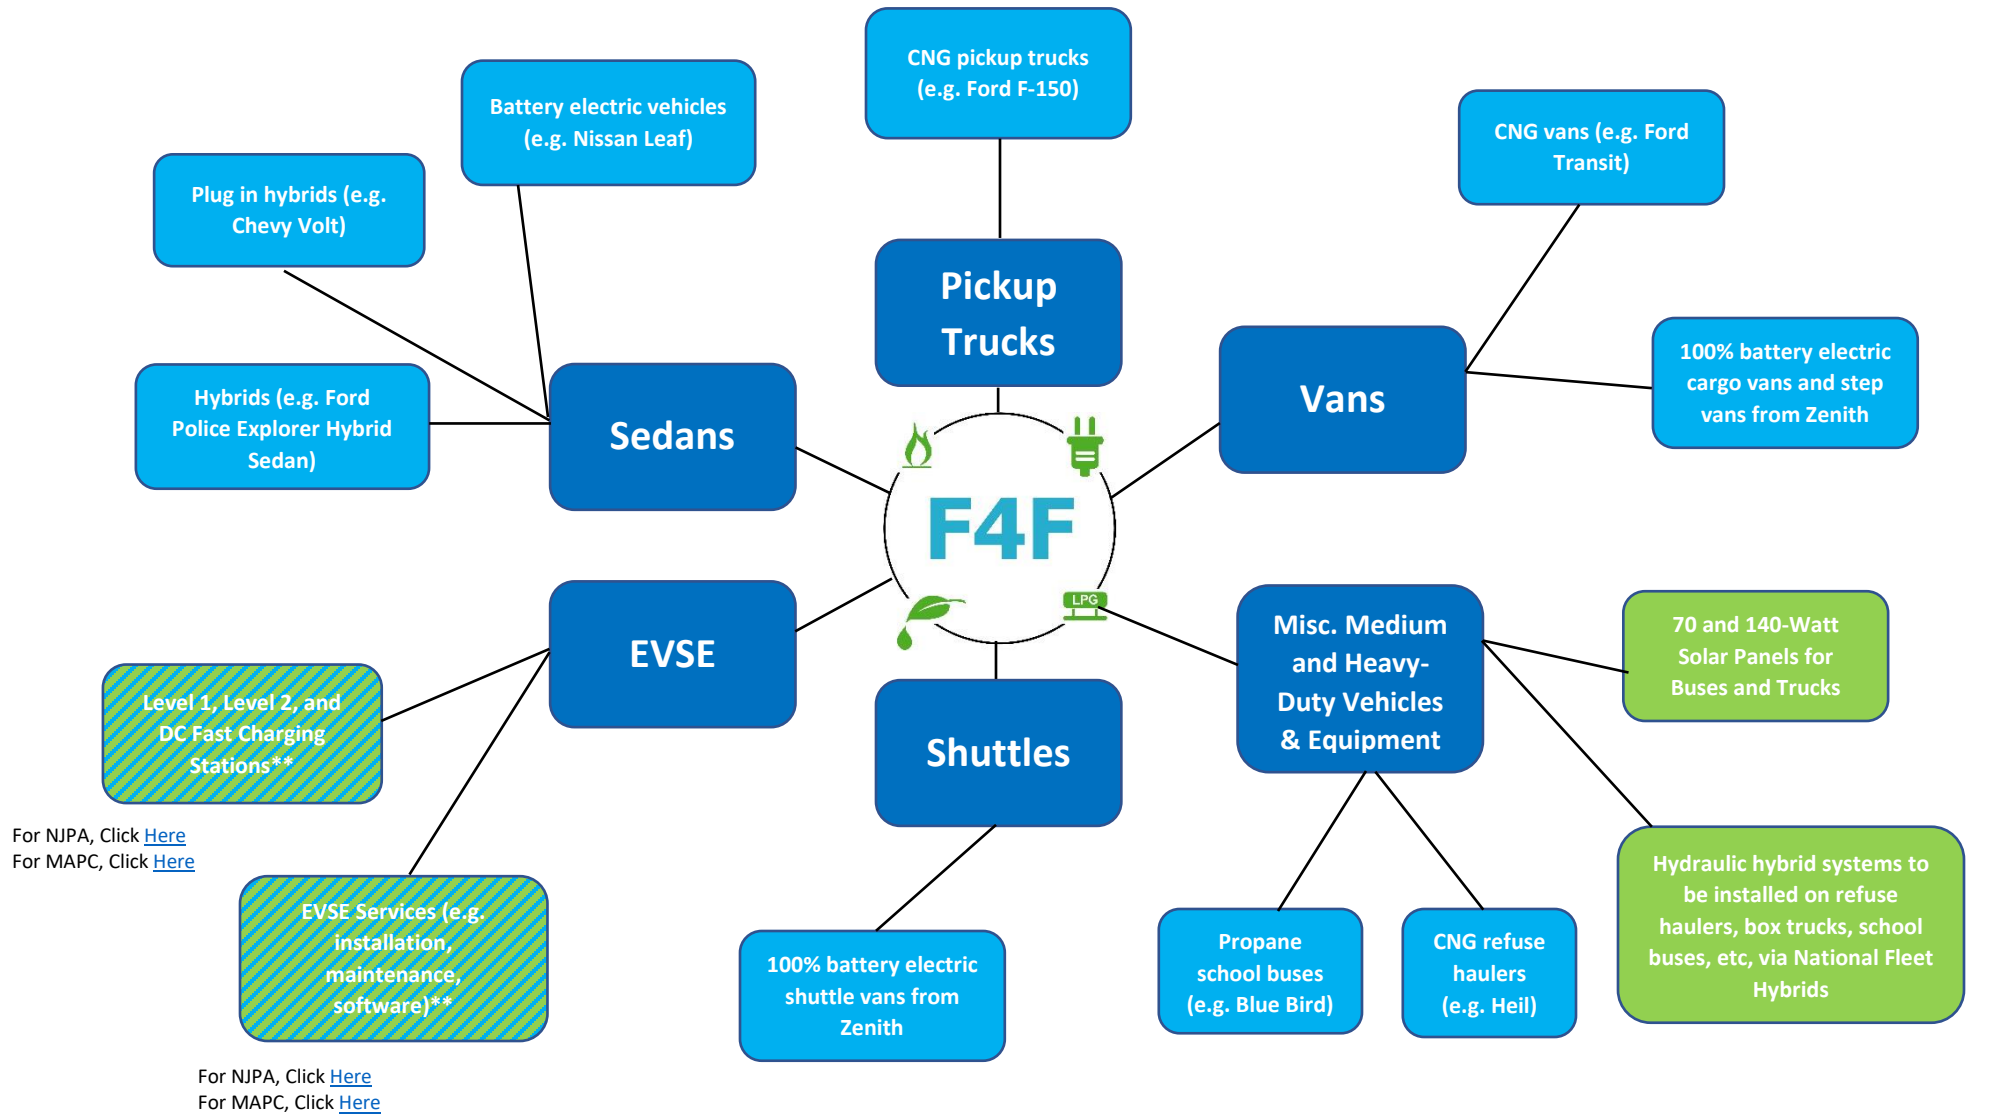 CNG pickup trucks
(e.g. Ford F-150)
Battery electric vehicles
(e.g. Nissan Leaf)
CNG vans (e.g. Ford
Transit)
Plug in hybrids (e.g.
Chevy Volt)
Pickup
Trucks
100% battery electric
cargo vans and step
vans from Zenith
Vans
Hybrids (e.g. Ford
Police Explorer Hybrid
Sedan)
Sedans
F4F
LPG
EVSE
Misc. Medium
and Heavy-
Duty Vehicles
& Equipment
70 and 140-Watt
Solar Panels for
Buses and Trucks
Level 1, Level 2, and
DC Fast Charging
Stations**
Shuttles
For NJPA, Click Here
For MAPC, Click Here
Hydraulic hybrid systems to
be installed on refuse
haulers, box trucks, school
buses, etc, via National Fleet
Hybrids
EVSE Services (e.g.
installation,
maintenance,
software)**
100% battery electric
shuttle vans from
Zenith
Propane
school buses
(e.g. Blue Bird)
CNG refuse
haulers
(e.g. Heil)
For NJPA, Click Here
For MAPC, Click Here